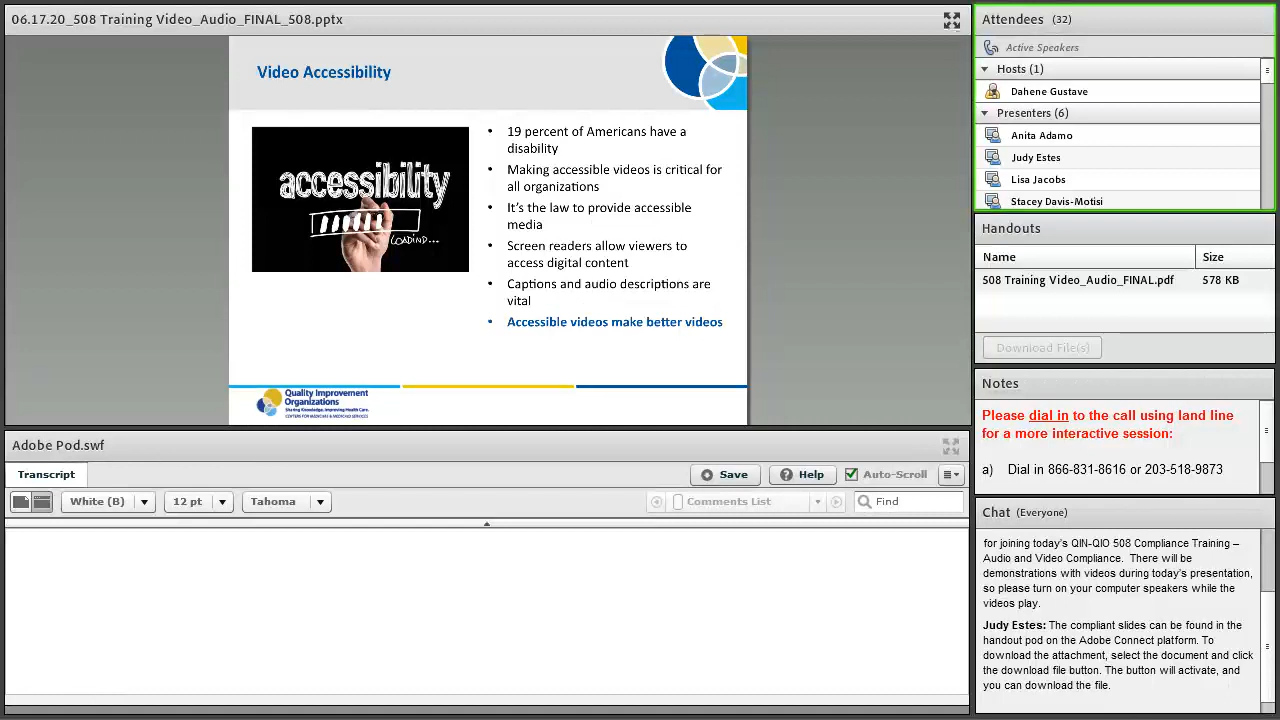 06.17.20_508 Training Video_Audio_FINAL_508.pptx
Video Accessibility
accessibility
LOADIND...
• 19 percent of Americans have a
disability
• Making accessible videos is critical for
all organizations
• It's the law to provide accessible
media
• Screen readers allow viewers to
access digital content
• Captions and audio descriptions are
vital
• Accessible videos make better videos
Quality Improvement
Organizations
Sharing Knowledge. Improving Health Care.
CENTERS FOR MEDICARE & MEDICAID SERVICES
Adobe Pod.swf
Transcript
Save
Help
Auto-Scroll
White (B)
12 pt
Tahoma
Comments List
Find
Attendees (32)
Active Speakers
Hosts (1)
Dahene Gustave
Presenters (6)
Anita Adamo
Judy Estes
Lisa Jacobs
Stacey Davis-Motisi
Handouts
Name Size
508 Training Video_Audio_FINAL.pdf 578 KB
Download File(s)
Notes
Please dial in to the call using land line
for a more interactive session:
a) Dial in 866-831-8616 or 203-518-9873
Chat (Everyone)
for joining today's QIN-QIO 508 Compliance Training –
Audio and Video Compliance. There will be
demonstrations with videos during today's presentation,
so please turn on your computer speakers while the
videos play.
Judy Estes: The compliant slides can be found in the
handout pod on the Adobe Connect platform. To
download the attachment, select the document and click
the download file button. The button will activate, and
you can download the file.